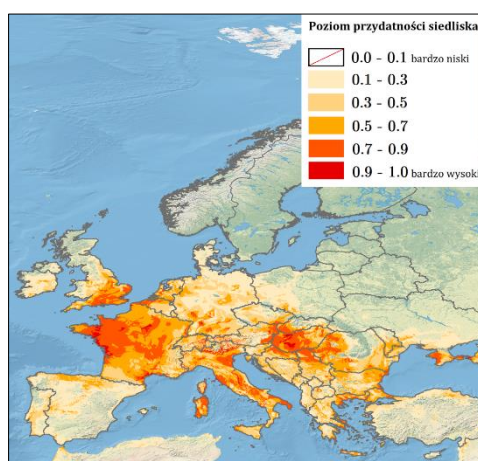 Poziom przydatności siedliska
0.0 - 0.1 bardzo niski
0.1 - 0.3
0.3 - 0.5
0.5 - 0.7
0.7 - 0.9
0.9 - 1.0 bardzo wysoki